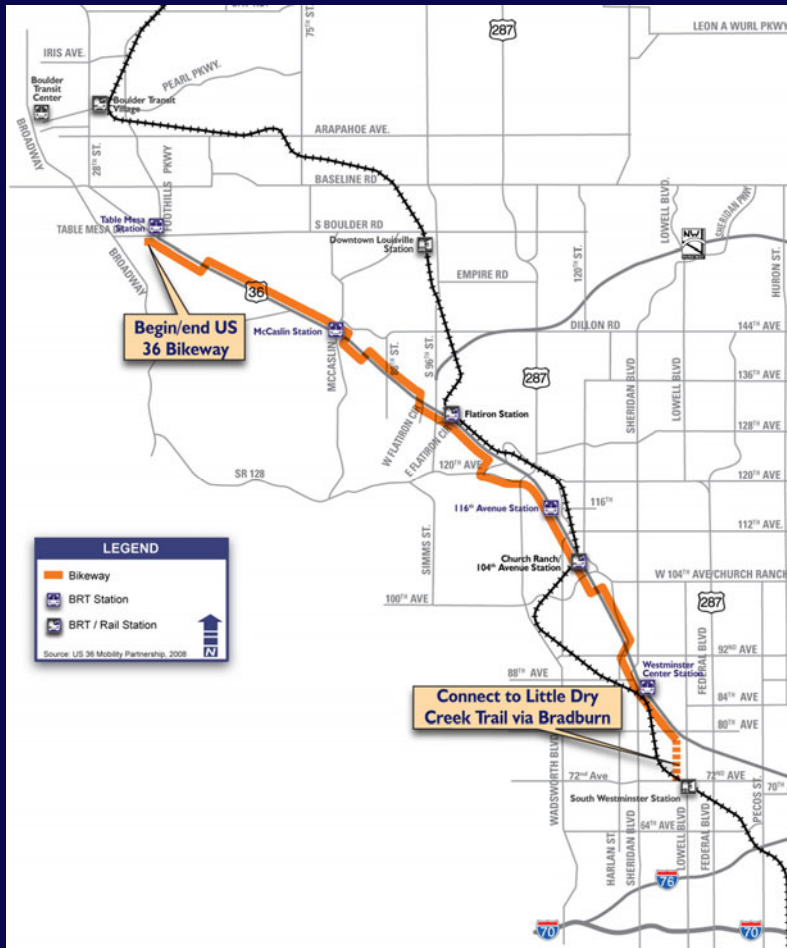 75TH ST.
287
LEON A WURL PKWY
IRIS AVE.
PEARL PKWY.
Boulder
Transit
Center
Boulder Transit
Village
BROADWAY
28TH ST.
FOOTHILLS PKWY
ARAPAHOE AVE.
BASELINE RD
TABLE MESA
Table Mesa
Station
S BOULDER RD
Downtown Louisville
Station
LOWELL BLVD.
SHERIDAN PKWY
NW
HURON ST.
120TH ST.
EMPIRE RD
BROADWAY
36
Begin/end US
36 Bikeway
McCaslin Station
MCCASLIN
88TH ST.
S 96TH ST.
DILLON RD
144TH AVE
287
136TH AVE
SHERIDAN BLVD
LOWELL BLVD
Flatiron Station
128TH AVE
W FLATIRON CIR
E FLATIRON CIR
SR 128
120TH AVE
120TH AVE
116th Avenue Station
116TH
112TH AVE.
SIMMS ST.
Church Ranch/
104th Avenue Station
W 104TH AVE/CHURCH RANCH
100TH AVE
287
LEGEND
Bikeway
BRT Station
BRT / Rail Station
N
Source: US 36 Mobility Partnership, 2008
FEDERAL BLVD
92ND AVE
88TH AVE
Westminster
Center Station
84TH AVE
Connect to Little Dry
Creek Trail via Bradburn
80TH AVE
WADSWORTH BLVD
72nd Ave
72ND AVE
70TH
South Westminster Station
PECOS ST.
64TH AVE
HARLAN ST.
SHERIDAN BLVD
LOWELL BLVD
FEDERAL BLVD
76
70
70